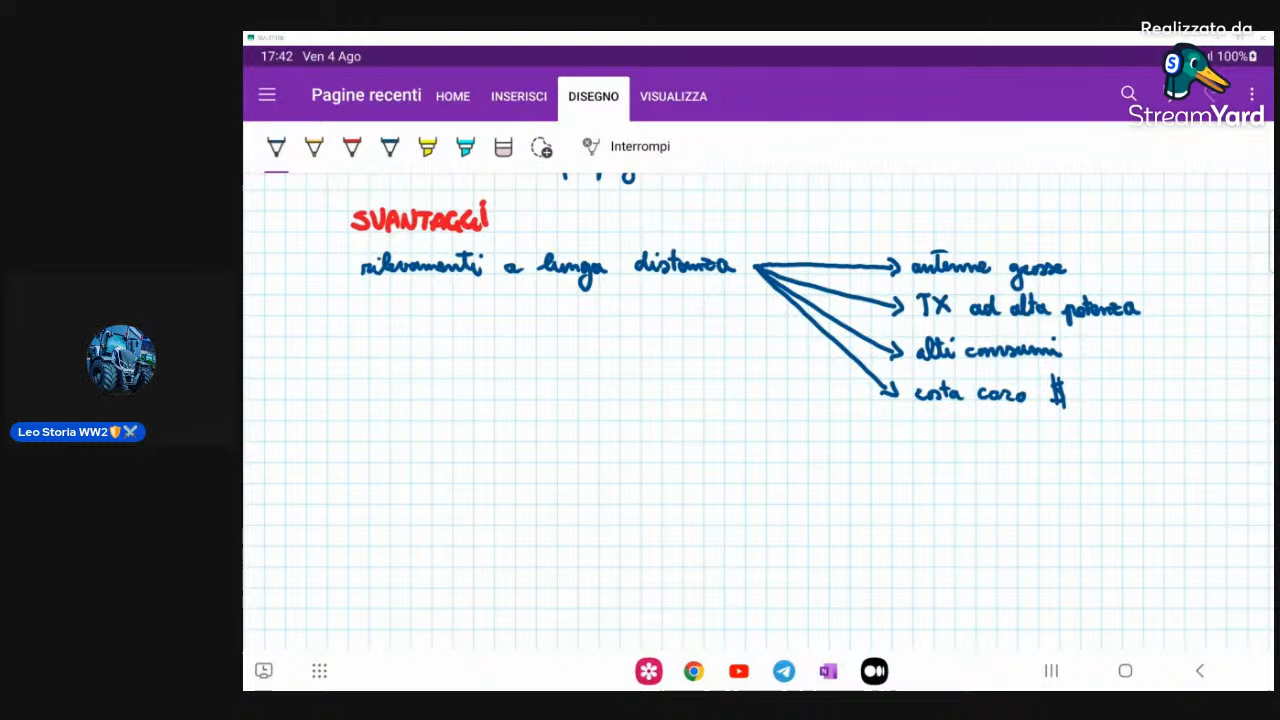 Realizzato da
StreamYard
17:42 Ven 4 Ago
100%
Pagine recenti HOME INSERISCI DISEGNO VISUALIZZA
Interrompi
SVANTAGGI
rilevamenti a lunga distanza
antenne grosse
TX ad alta potenza
alti consumi
costa caro $
Leo Storia WW2🛡️⚔️